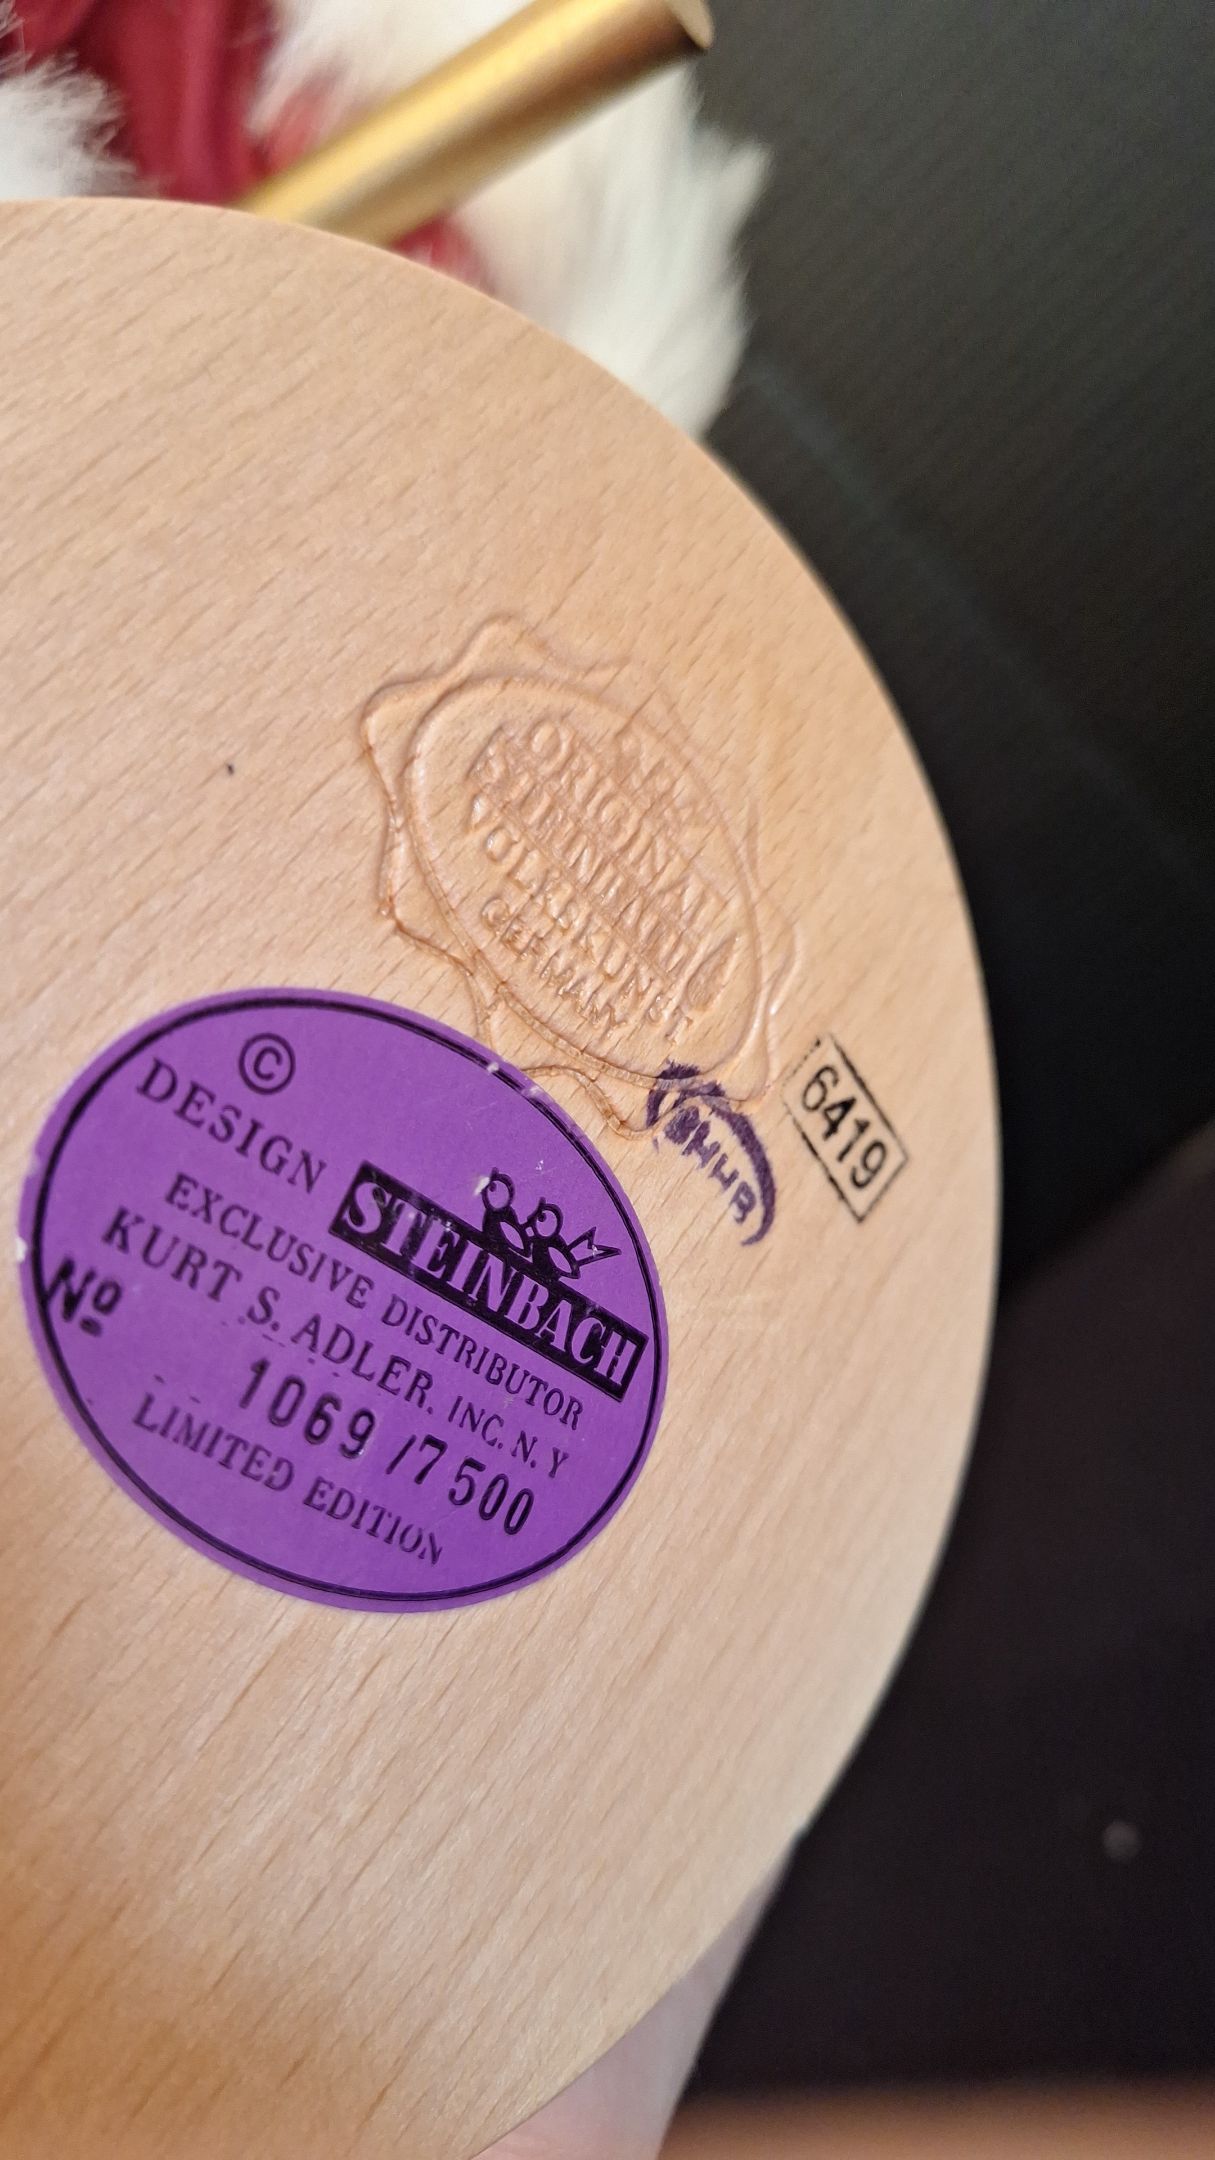 ORIGINAL
STEINBACH
VOLKSKUNST
GERMANY
6419
©
DESIGN STEINBACH
EXCLUSIVE DISTRIBUTOR
KURT S. ADLER, INC. N.Y
Nº 1069/7500
LIMITED EDITION